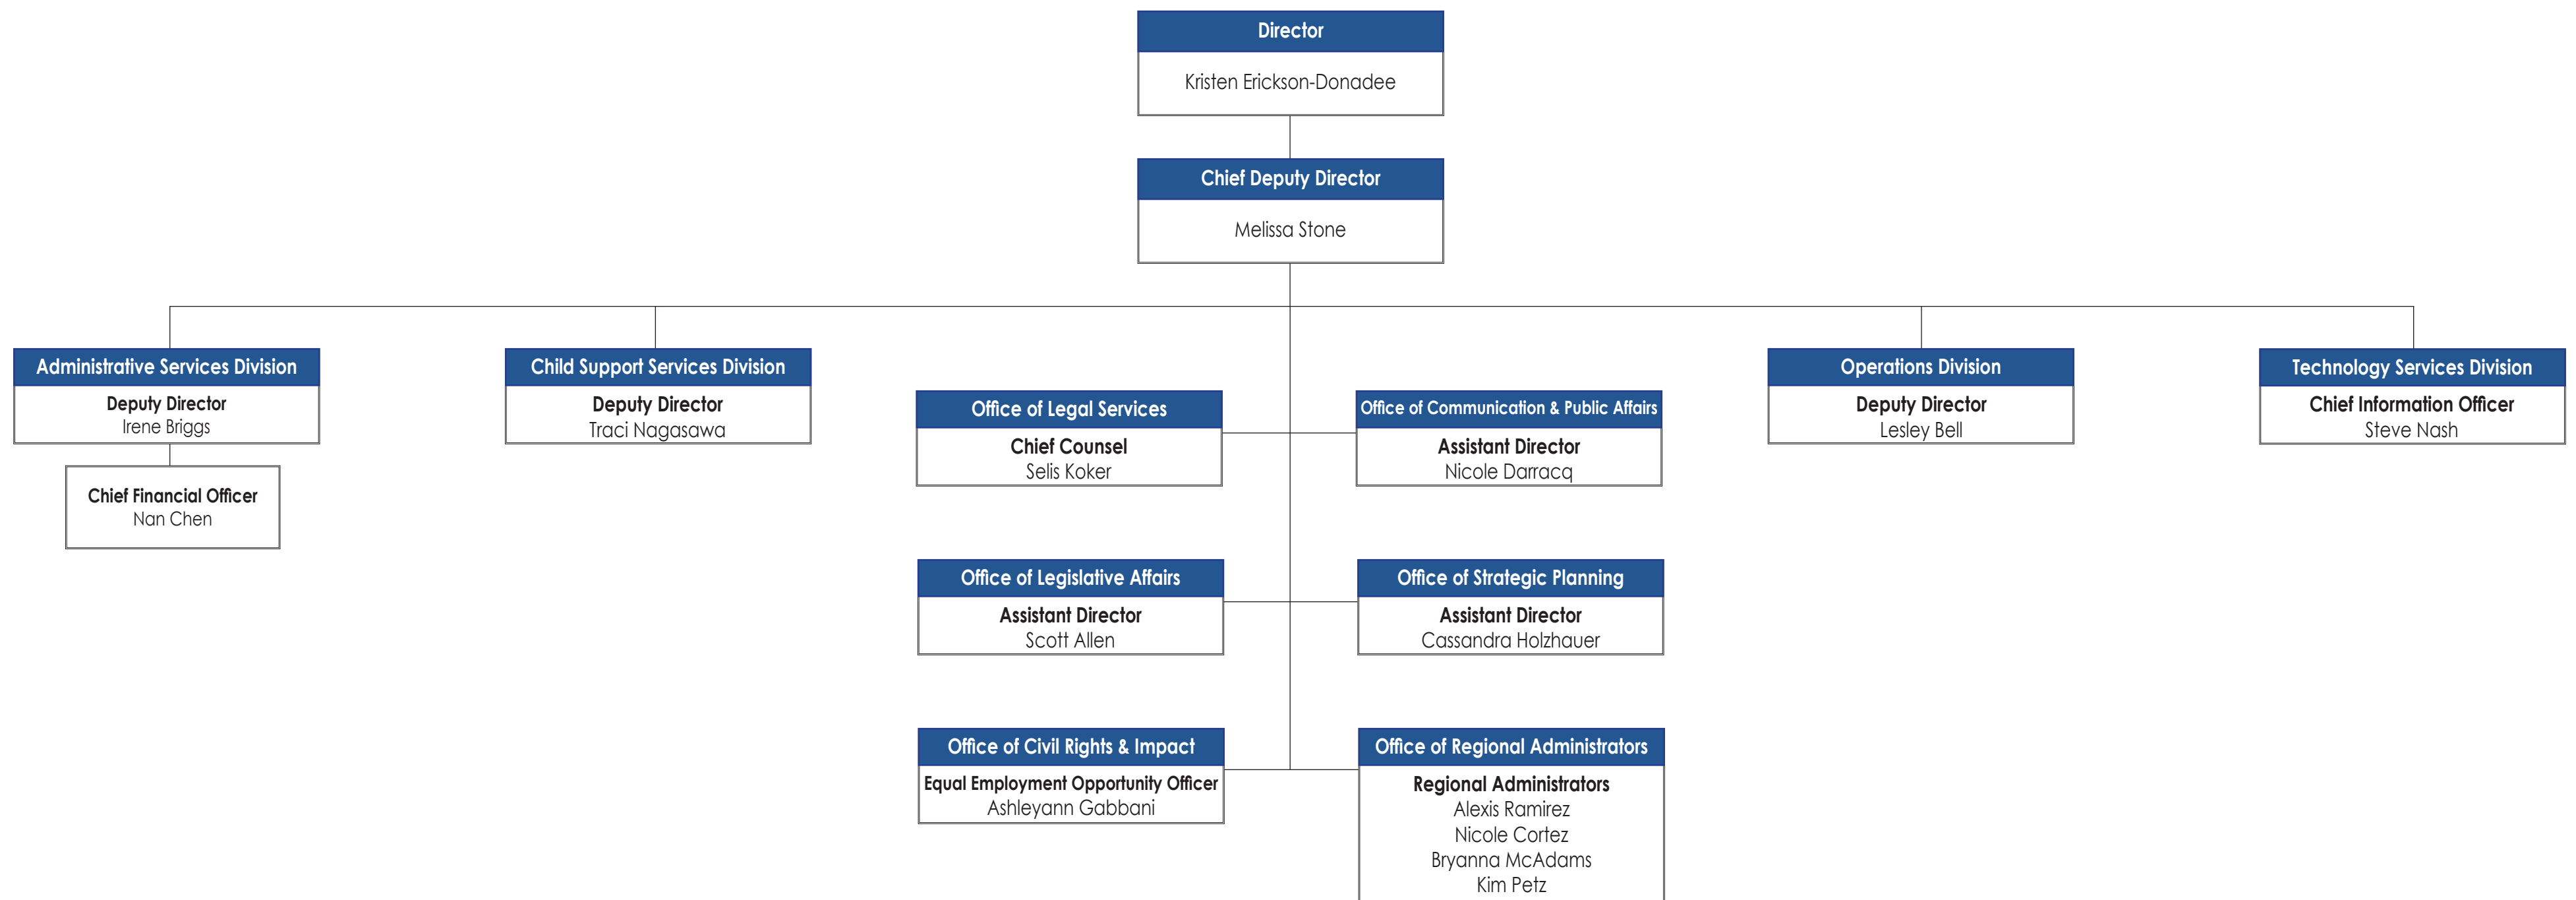 Director
Kristen Erickson-Donadee
Chief Deputy Director
Melissa Stone
Administrative Services Division
Deputy Director
Irene Briggs
Chief Financial Officer
Nan Chen
Child Support Services Division
Deputy Director
Traci Nagasawa
Office of Legal Services
Chief Counsel
Selis Koker
Office of Communication & Public Affairs
Assistant Director
Nicole Darracq
Office of Legislative Affairs
Assistant Director
Scott Allen
Office of Strategic Planning
Assistant Director
Cassandra Holzhauer
Office of Civil Rights & Impact
Equal Employment Opportunity Officer
Ashleyann Gabbani
Office of Regional Administrators
Regional Administrators
Alexis Ramirez
Nicole Cortez
Bryanna McAdams
Kim Petz
Operations Division
Deputy Director
Lesley Bell
Technology Services Division
Chief Information Officer
Steve Nash